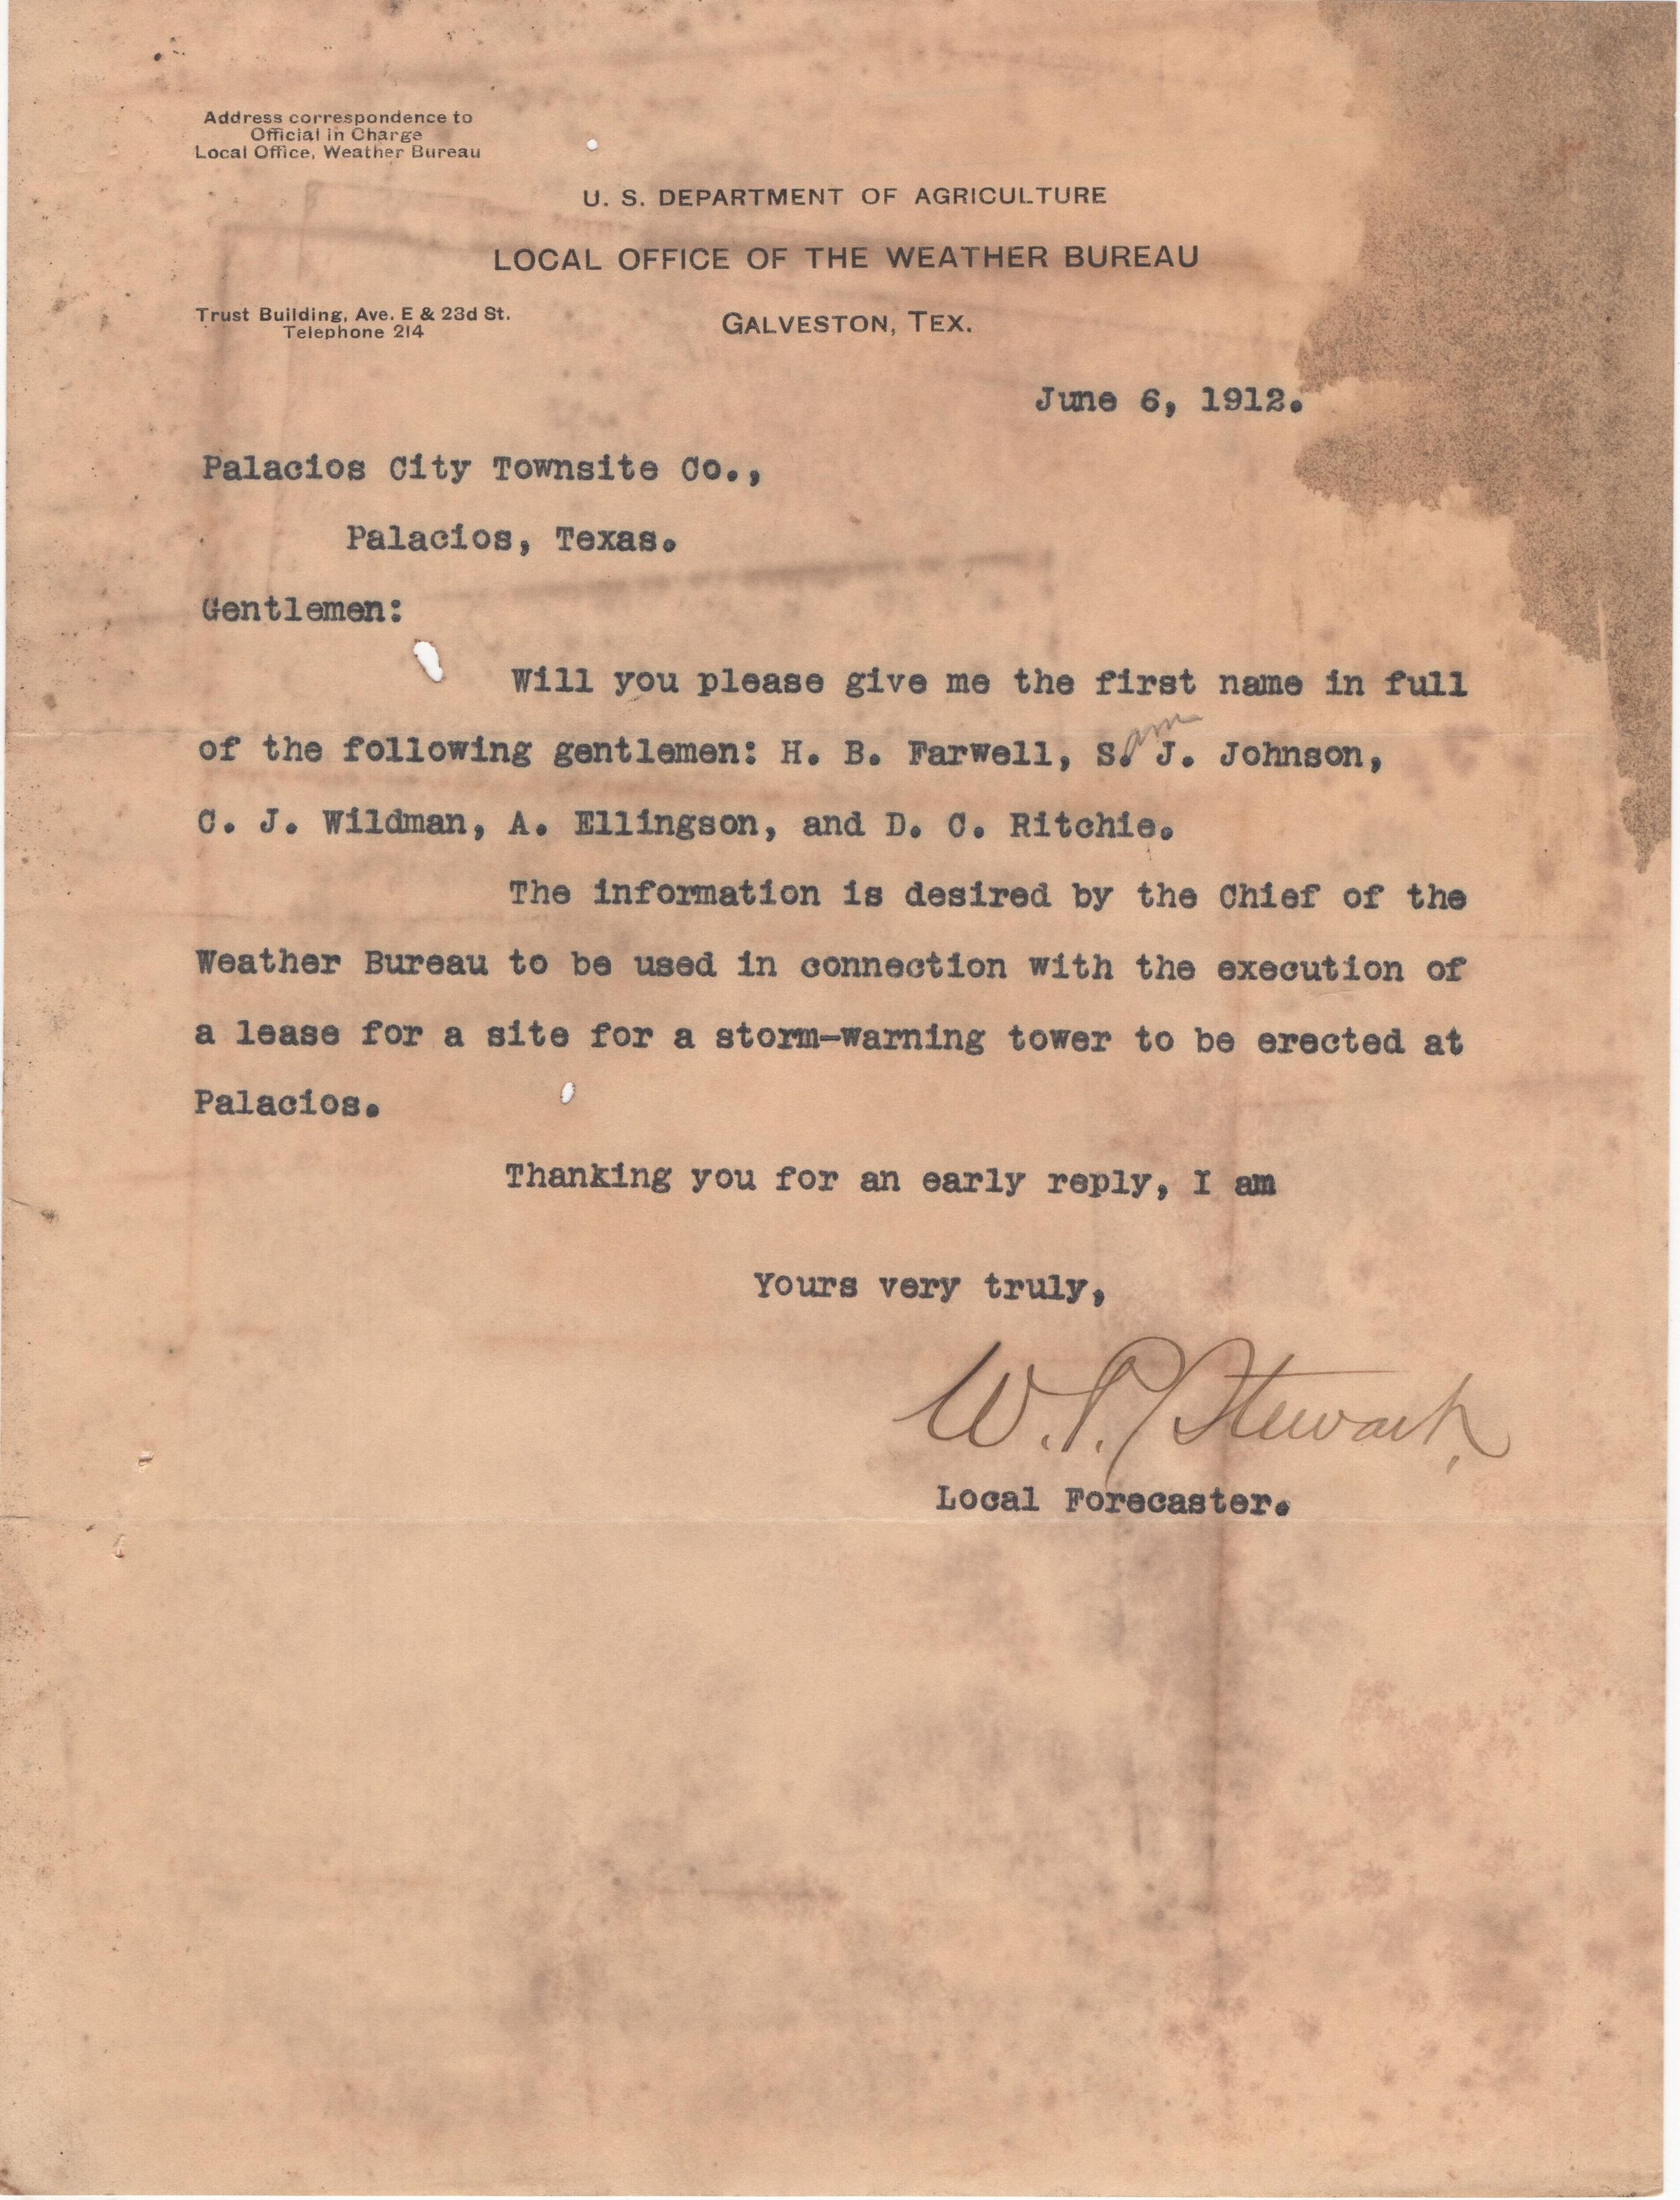 Address correspondence to
Official in Charge
Local Office, Weather Bureau
U. S. DEPARTMENT OF AGRICULTURE
LOCAL OFFICE OF THE WEATHER BUREAU
Trust Building, Ave. E & 23d St.
Telephone 214
GALVESTON, TEX.
June 6, 1912.
Palacios City Townsite Co.,
Palacios, Texas.
Gentlemen:
Will you please give me the first name in full
am
of the following gentlemen: H. B. Farwell, S. J. Johnson,
C. J. Wildman, A. Ellingson, and D. C. Ritchie.
The information is desired by the Chief of the
Weather Bureau to be used in connection with the execution of
a lease for a site for a storm-warning tower to be erected at
Palacios.
Thanking you for an early reply, I am
Yours very truly,
W. P. Stewart,
Local Forecaster.